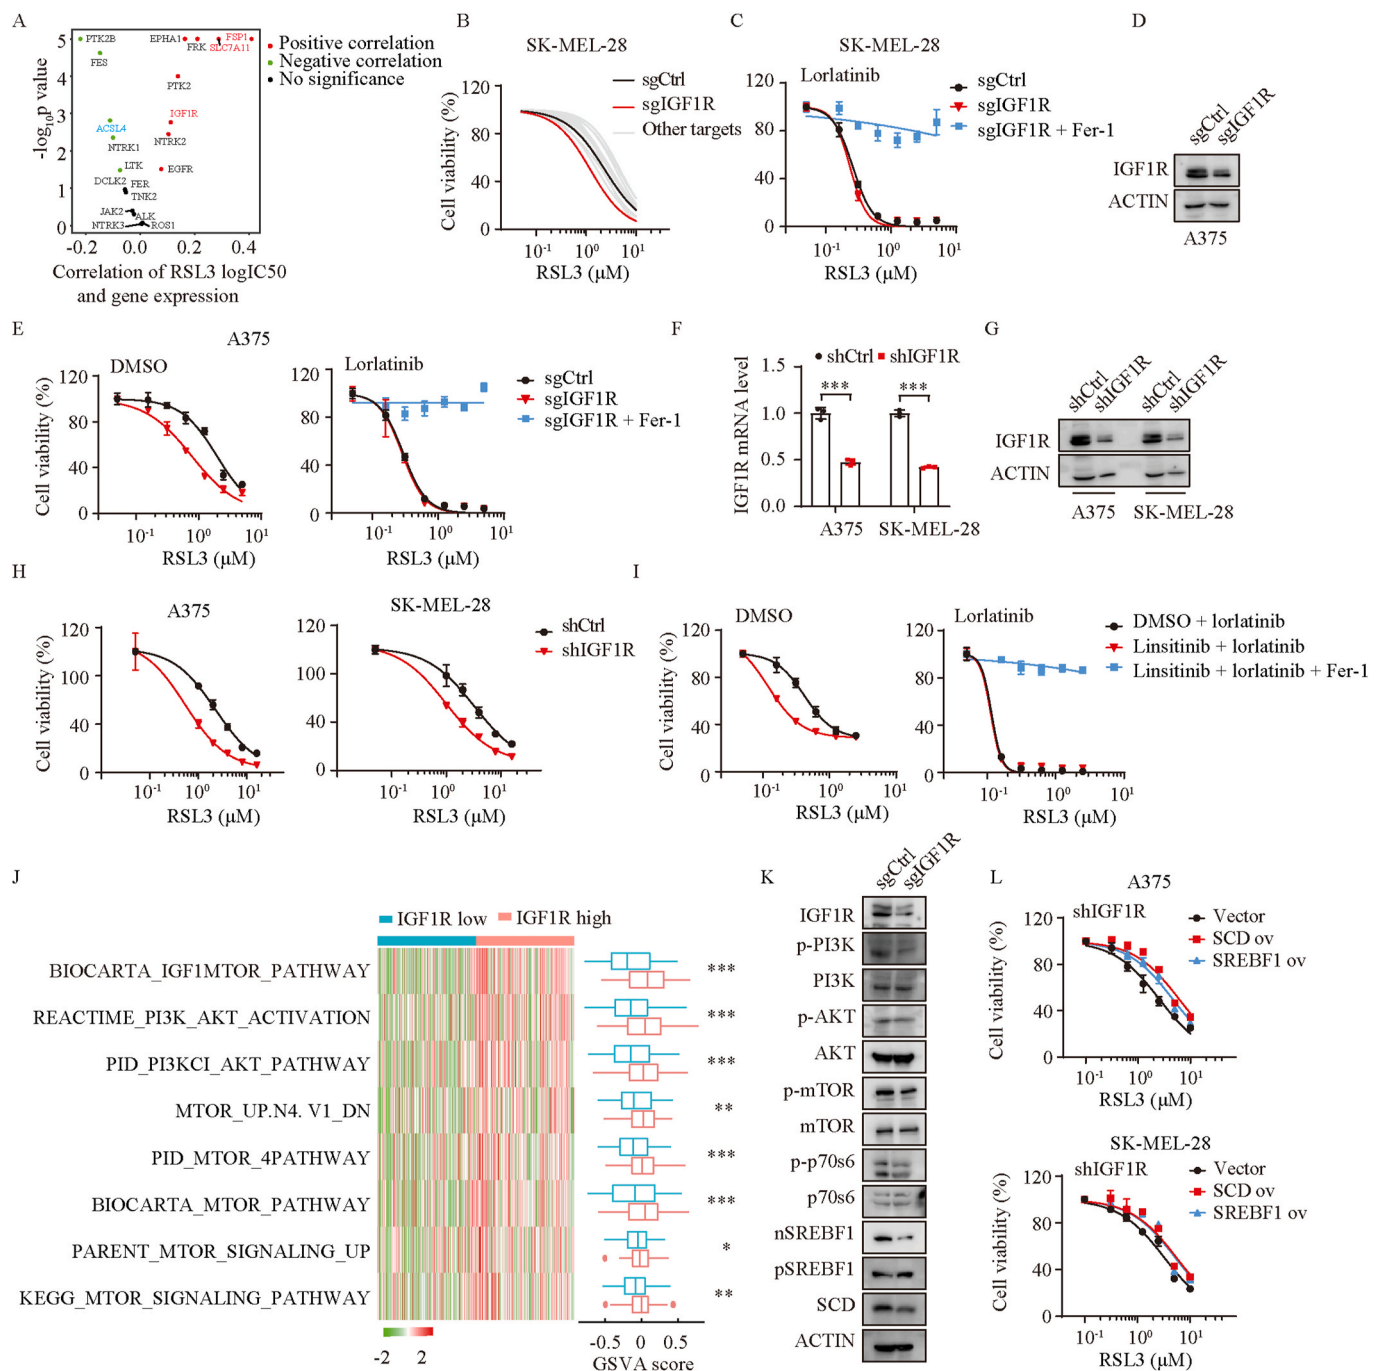 A
5
4
3
2
1
0
-log10p value
PTK2B
FES
EPHA1
FRK
FSP1
SLC7A11
PTK2
IGF1R
ACSL4
NTRK1
NTRK2
LTK
EGFR
DCLK2
FER
TNK2
JAK2
ALK
NTRK3
ROS1
-0.2 0.0 0.2 0.4
Correlation of RSL3 logIC50
and gene expression
Positive correlation
Negative correlation
No significance
B
SK-MEL-28
120
80
40
0
Cell viability (%)
sgCtrl
sgIGF1R
Other targets
10-1 100 101
RSL3 (μM)
C
SK-MEL-28
Lorlatinib
120
80
40
0
sgCtrl
sgIGF1R
sgIGF1R + Fer-1
10-1 100 101
RSL3 (μM)
D
sgCtrl
sgIGF1R
IGF1R
ACTIN
A375
E
A375
DMSO
120
80
40
0
Cell viability (%)
10-1 100 101
RSL3 (μM)
Lorlatinib
120
80
40
0
10-1 100 101
RSL3 (μM)
sgCtrl
sgIGF1R
sgIGF1R + Fer-1
F
shCtrl shIGF1R
IGF1R mRNA level
1.5
1.0
0.5
0.0
*** ***
A375
SK-MEL-28
G
shCtrl
shIGF1R
shCtrl
shIGF1R
IGF1R
ACTIN
A375 SK-MEL-28
H
A375
120
100
40
0
Cell viability (%)
10-1 100 101
RSL3 (μM)
SK-MEL-28
120
100
40
0
10-1 100 101
RSL3 (μM)
shCtrl
shIGF1R
I
DMSO
120
80
40
0
Cell viability (%)
10-1 100 101
RSL3 (μM)
Lorlatinib
120
80
40
0
10-1 100 101
RSL3 (μM)
DMSO + lorlatinib
Linsitinib + lorlatinib
Linsitinib + lorlatinib + Fer-1
J
IGF1R low IGF1R high
BIOCARTA_IGF1MTOR_PATHWAY ***
REACTIME_PI3K_AKT_ACTIVATION ***
PID_PI3KCI_AKT_PATHWAY ***
MTOR_UP.N4. V1_DN **
PID_MTOR_4PATHWAY ***
BIOCARTA_MTOR_PATHWAY ***
PARENT_MTOR_SIGNALING_UP *
KEGG_MTOR_SIGNALING_PATHWAY **
-2 2
-0.5 0 0.5
GSVA score
K
sgCtrl
sgIGF1R
IGF1R
p-PI3K
PI3K
p-AKT
AKT
p-mTOR
mTOR
p-p70s6
p70s6
nSREBF1
pSREBF1
SCD
ACTIN
L
A375
shIGF1R
120
80
40
0
Cell viability (%)
Vector
SCD ov
SREBF1 ov
10-1 100 101
RSL3 (μM)
SK-MEL-28
shIGF1R
120
80
40
0
Cell viability (%)
Vector
SCD ov
SREBF1 ov
10-1 100 101
RSL3 (μM)